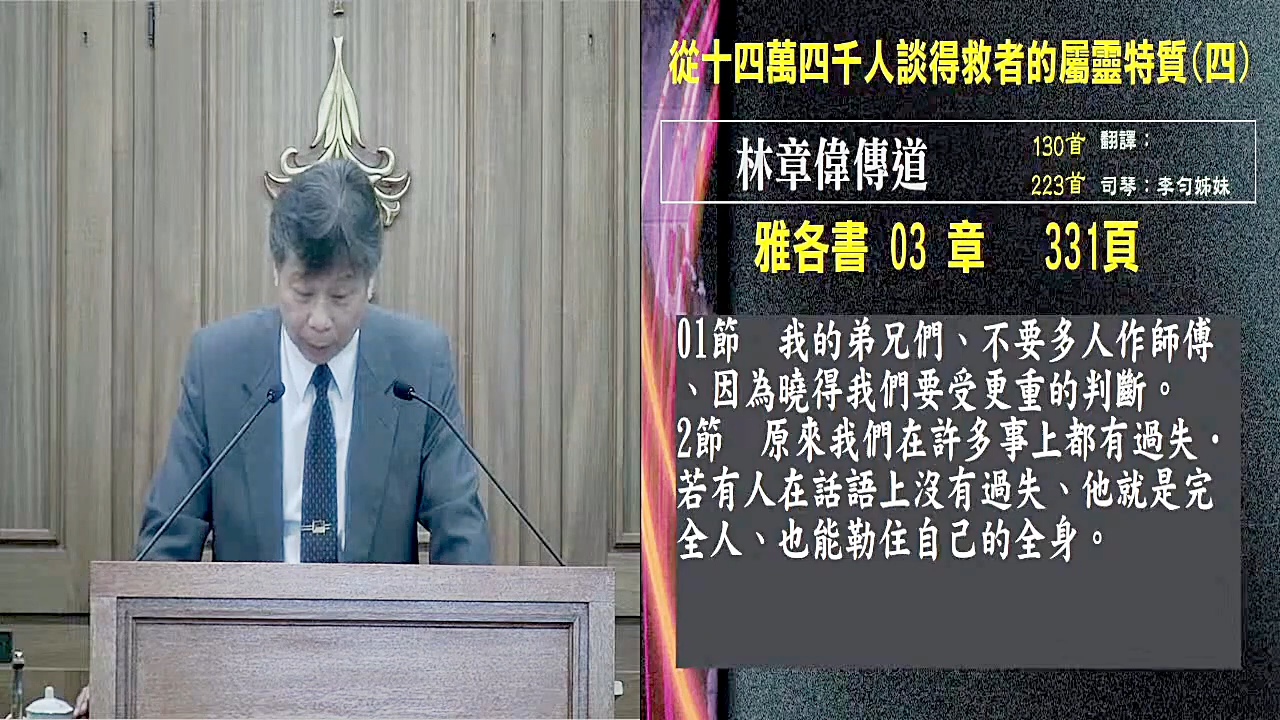 從十四萬四千人談得救者的屬靈特質(四)
林章偉傳道
130首 翻譯：
223首 司琴：李勻姊妹
雅各書 03 章 331頁
01節 我的弟兄們、不要多人作師傅
、因為曉得我們要受更重的判斷。
2節 原來我們在許多事上都有過失．
若有人在話語上沒有過失、他就是完
全人、也能勒住自己的全身。